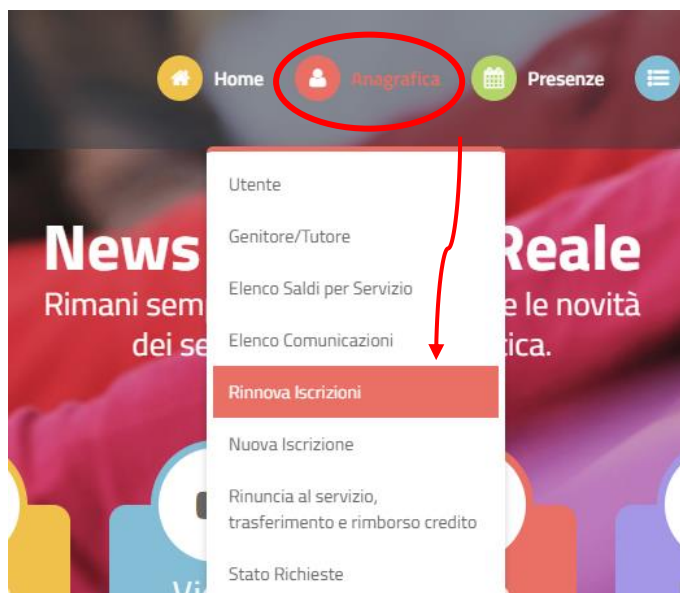 Home Anagrafica Presenze
Utente
Genitore/Tutore
News Reale
Elenco Saldi per Servizio
Rimani sem e le novità
Elenco Comunicazioni
dei se ica.
Rinnova Iscrizioni
Nuova Iscrizione
Rinuncia al servizio,
trasferimento e rimborso credito
Stato Richieste